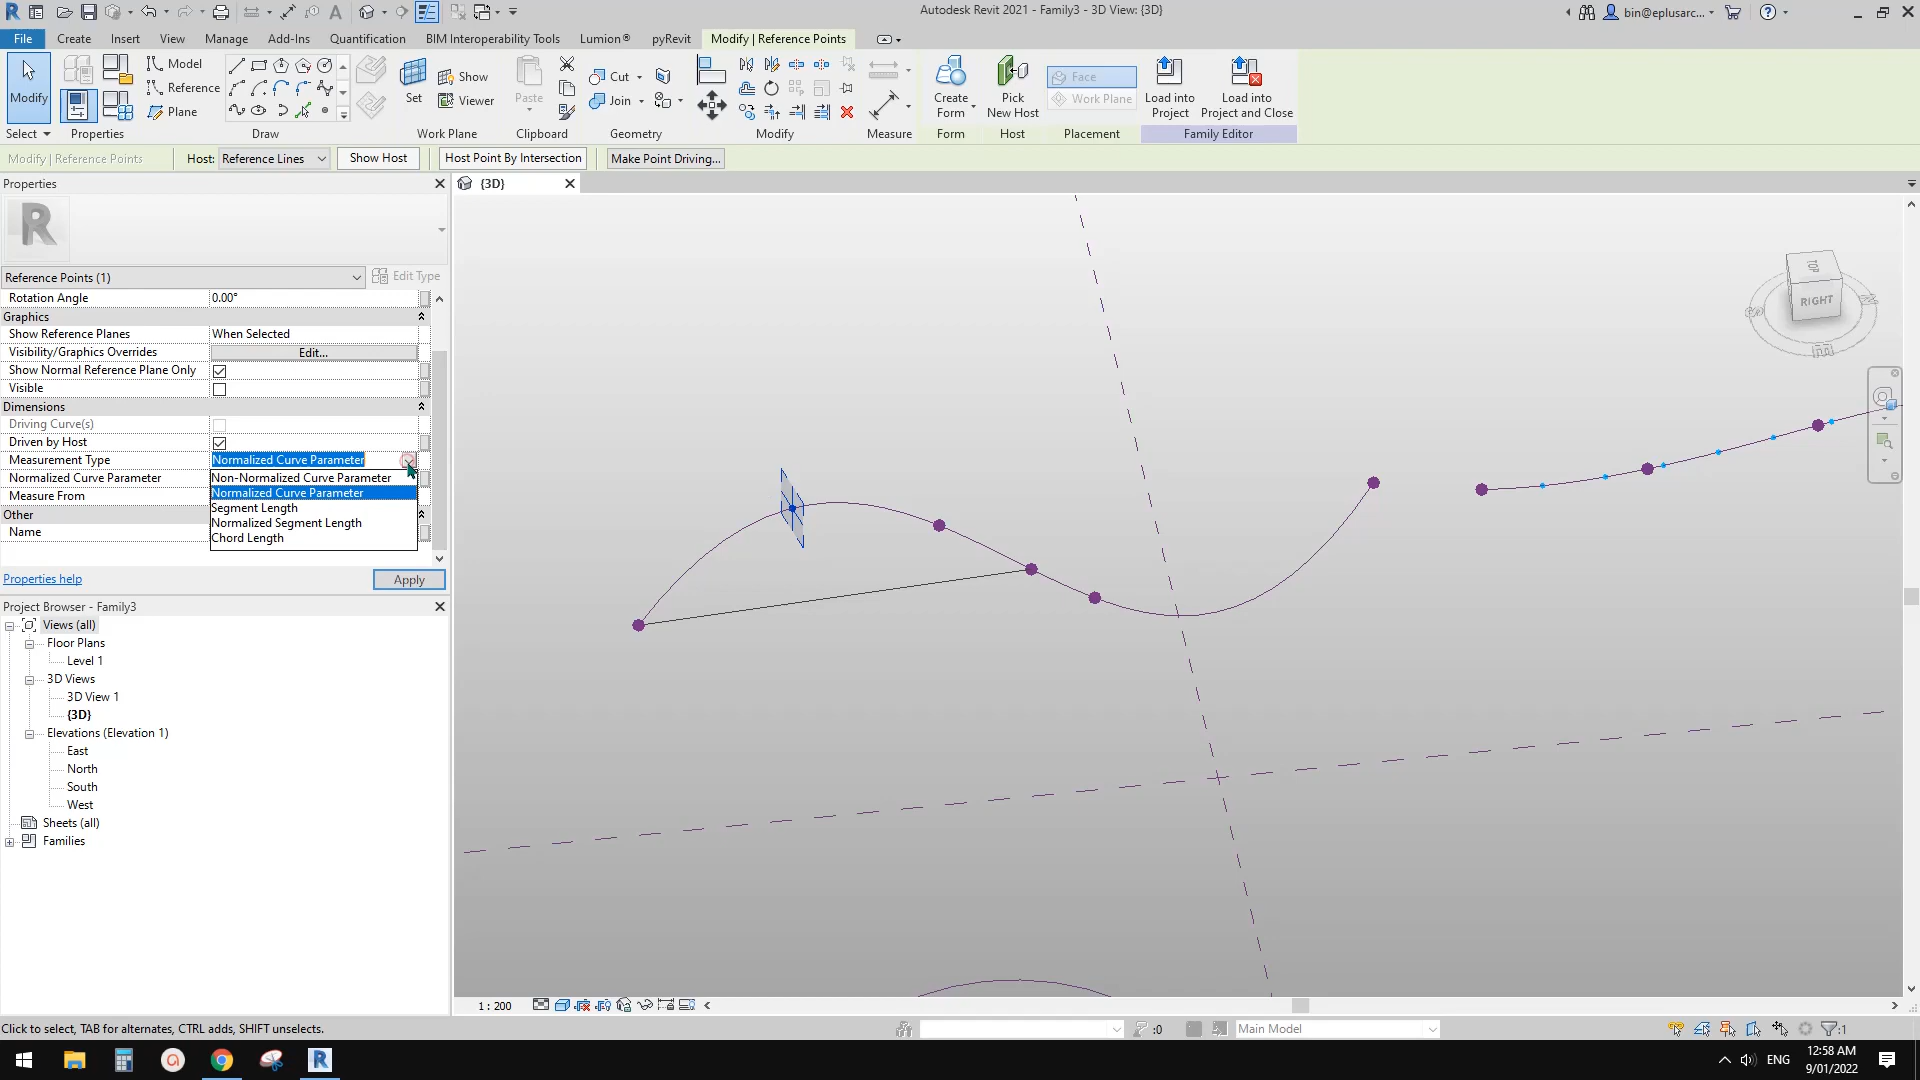 Autodesk Revit 2021 - Family3 - 3D View: {3D}
bin@eplusarc...
File Create Insert View Manage Add-Ins Quantification BIM Interoperability Tools Lumion® pyRevit Modify | Reference Points
Modify
Select
Properties
Model
Reference
Plane
Draw
Set
Show
Viewer
Work Plane
Paste
Clipboard
Cut
Join
Geometry
Modify
Measure
Create Form
Form
Pick New Host
Host
Face
Work Plane
Placement
Load into Project
Load into Project and Close
Family Editor
Modify | Reference Points
Host: Reference Lines
Show Host
Host Point By Intersection
Make Point Driving...
Properties
{3D}
R
Reference Points (1)
Edit Type
Rotation Angle 0.00°
Graphics
Show Reference Planes When Selected
Visibility/Graphics Overrides Edit...
Show Normal Reference Plane Only
Visible
Dimensions
Driving Curve(s)
Driven by Host
Measurement Type Normalized Curve Parameter
Normalized Curve Parameter
Measure From
Other
Name
Non-Normalized Curve Parameter
Normalized Curve Parameter
Segment Length
Normalized Segment Length
Chord Length
Properties help
Apply
Project Browser - Family3
Views (all)
Floor Plans
Level 1
3D Views
3D View 1
{3D}
Elevations (Elevation 1)
East
North
South
West
Sheets (all)
Families
TOP
RIGHT
1 : 200
Click to select, TAB for alternates, CTRL adds, SHIFT unselects.
:0
Main Model
:1
ENG
12:58 AM
9/01/2022